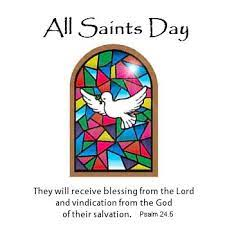 All Saints Day
They will receive blessing from the Lord
and vindication from the God
of their salvation. Psalm 24.5